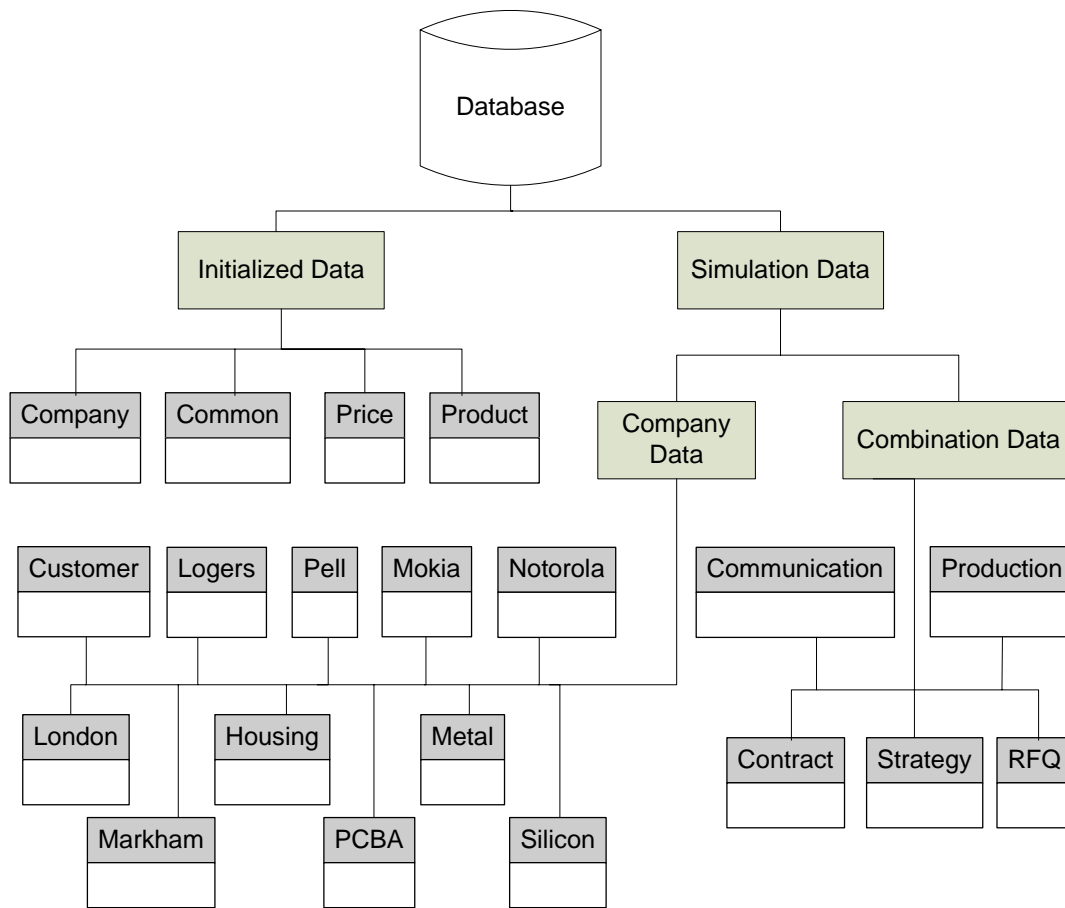 Database
Initialized Data
Simulation Data
Company
Common
Price
Product
Company
Data
Combination Data
Customer
Logers
Pell
Mokia
Notorola
Communication
Production
London
Housing
Metal
Contract
Strategy
RFQ
Markham
PCBA
Silicon